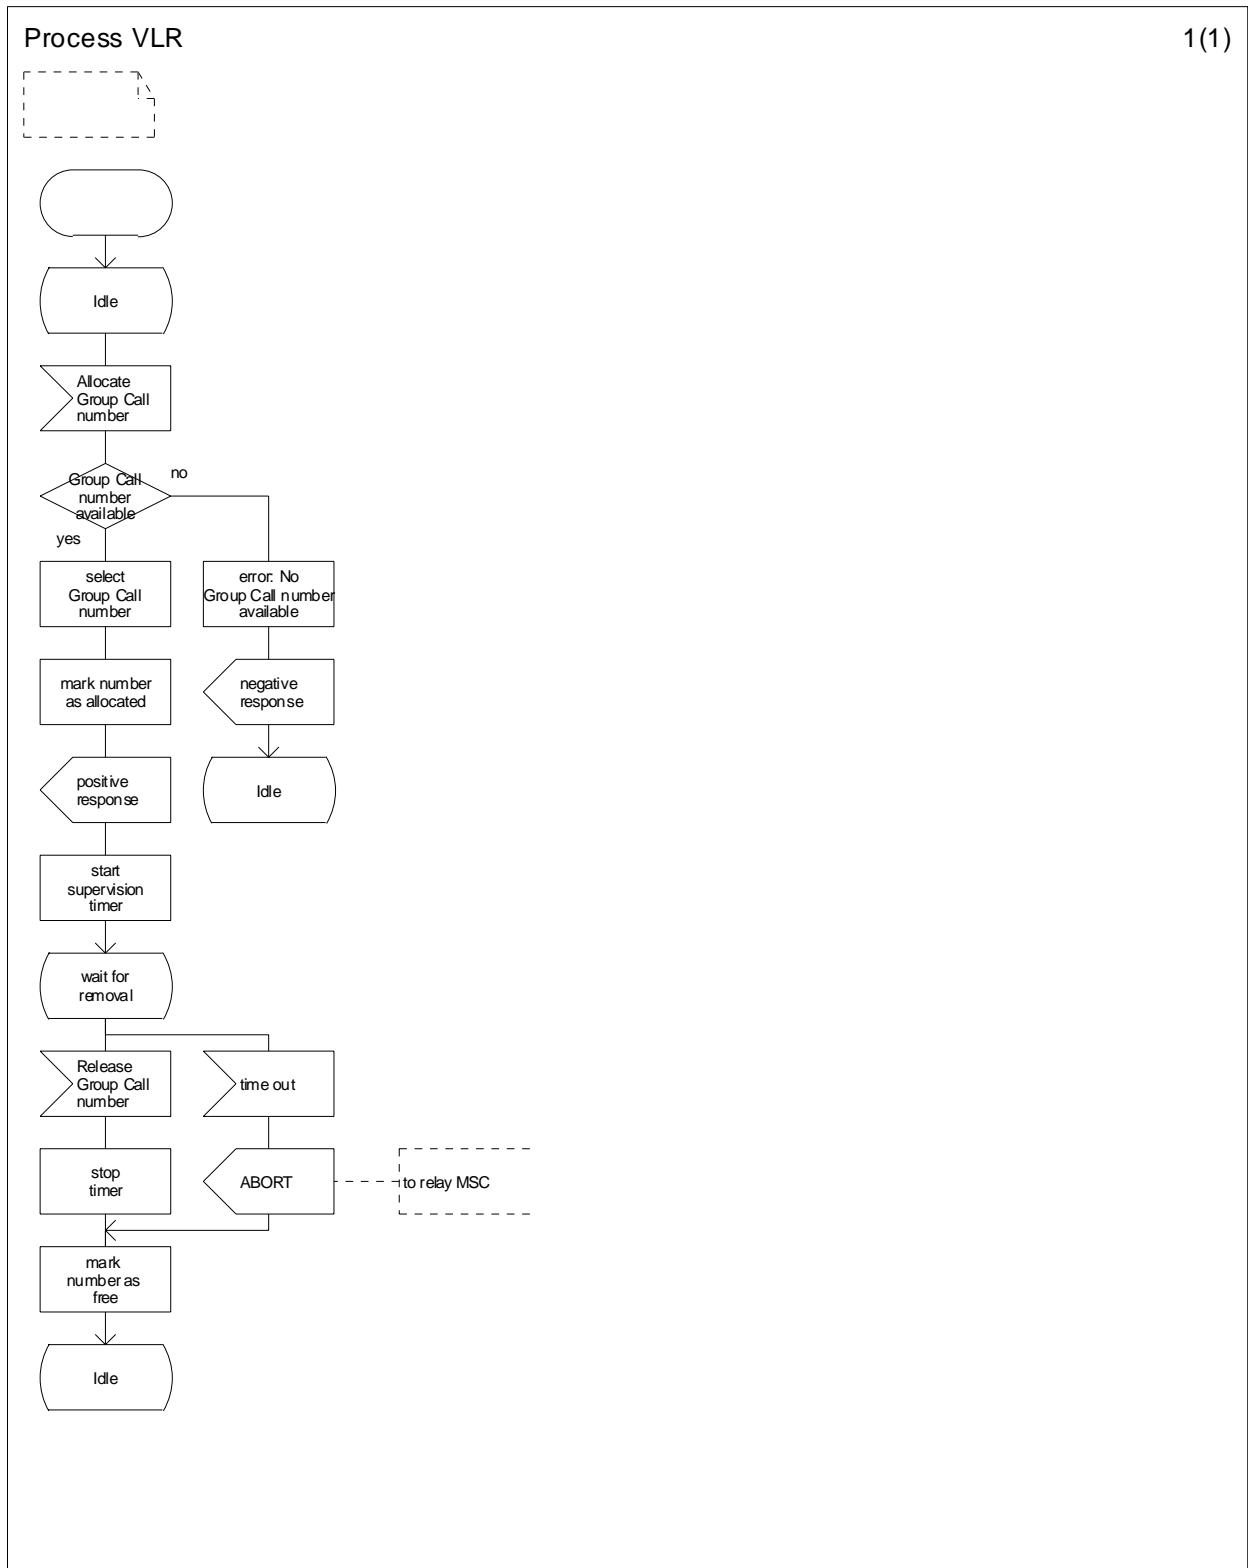 Process VLR
1(1)
Idle
Allocate
Group Call
number
Group Call
number
available
no
yes
select
Group Call
number
error: No
Group Call number
available
mark number
as allocated
negative
response
positive
response
Idle
start
supervision
timer
wait for
removal
Release
Group Call
number
time out
stop
timer
ABORT
to relay MSC
mark
number as
free
Idle